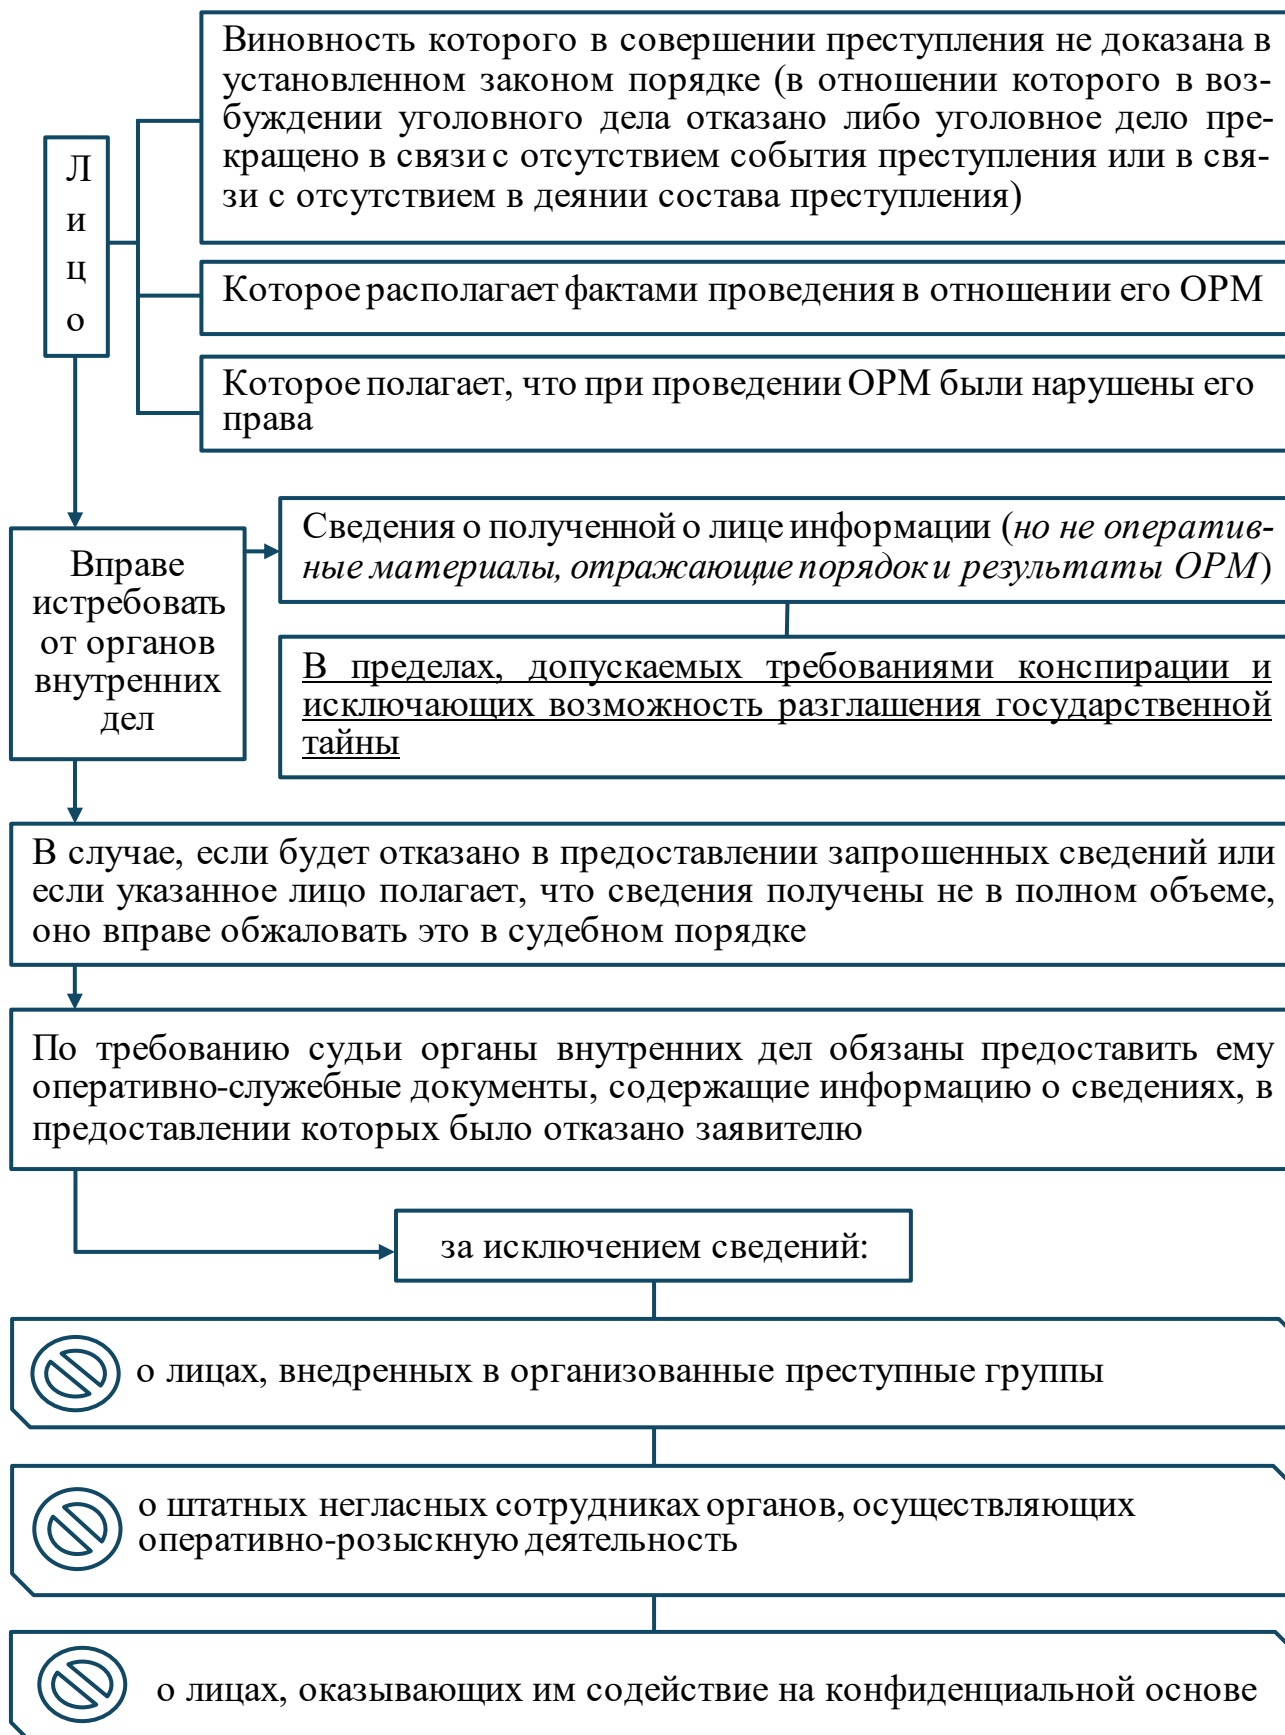 Л
и
ц
о
Виновность которого в совершении преступления не доказана в
установленном законом порядке (в отношении которого в воз-
буждении уголовного дела отказано либо уголовное дело пре-
кращено в связи с отсутствием события преступления или в свя-
зи с отсутствием в деянии состава преступления)
Которое располагает фактами проведения в отношении его ОРМ
Которое полагает, что при проведении ОРМ были нарушены его
права
Вправе
истребовать
от органов
внутренних
дел
Сведения о полученной о лице информации (но не оператив-
ные материалы, отражающие порядок и результаты ОРМ)
В пределах, допускаемых требованиями конспирации и
исключающих возможность разглашения государственной
тайны
В случае, если будет отказано в предоставлении запрошенных сведений или
если указанное лицо полагает, что сведения получены не в полном объеме,
оно вправе обжаловать это в судебном порядке
По требованию судьи органы внутренних дел обязаны предоставить ему
оперативно-служебные документы, содержащие информацию о сведениях, в
предоставлении которых было отказано заявителю
за исключением сведений:
о лицах, внедренных в организованные преступные группы
о штатных негласных сотрудниках органов, осуществляющих
оперативно-розыскную деятельность
о лицах, оказывающих им содействие на конфиденциальной основе